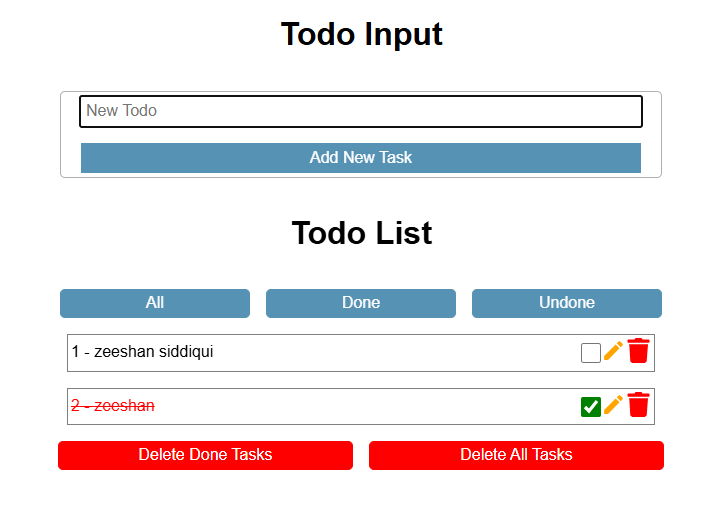 Todo Input
New Todo
Add New Task
Todo List
All Done Undone
1 - zeeshan siddiqui
2 - zeeshan
Delete Done Tasks Delete All Tasks